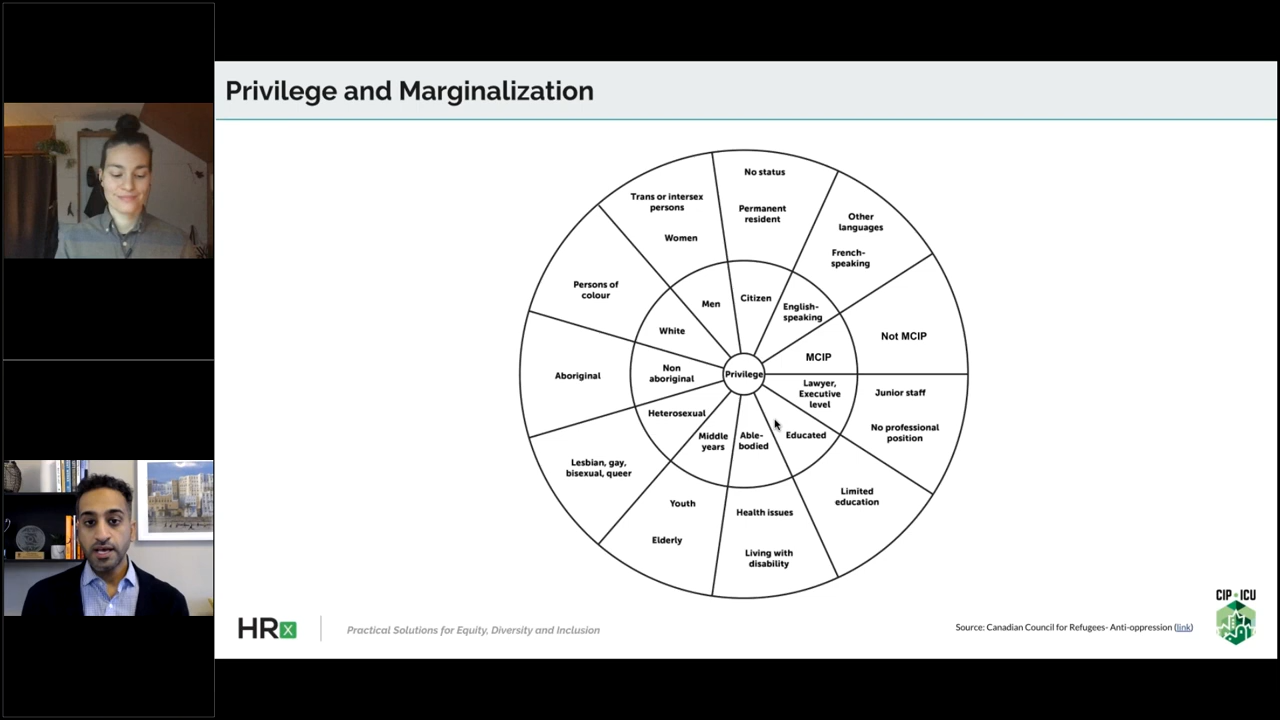 Privilege and Marginalization
No status
Permanent
resident
Other
languages
French-
speaking
Not MCIP
Junior staff
No professional
position
Limited
education
Health issues
Living with
disability
Youth
Elderly
Lesbian, gay,
bisexual, queer
Aboriginal
Persons of
colour
Trans or intersex
persons
Women
Men
Citizen
English-
speaking
MCIP
Lawyer,
Executive
level
Educated
Able-
bodied
Middle
years
Heterosexual
Non
aboriginal
White
Privilege
HRx
Practical Solutions for Equity, Diversity and Inclusion
Source: Canadian Council for Refugees- Anti-oppression (link)
CIP ICU